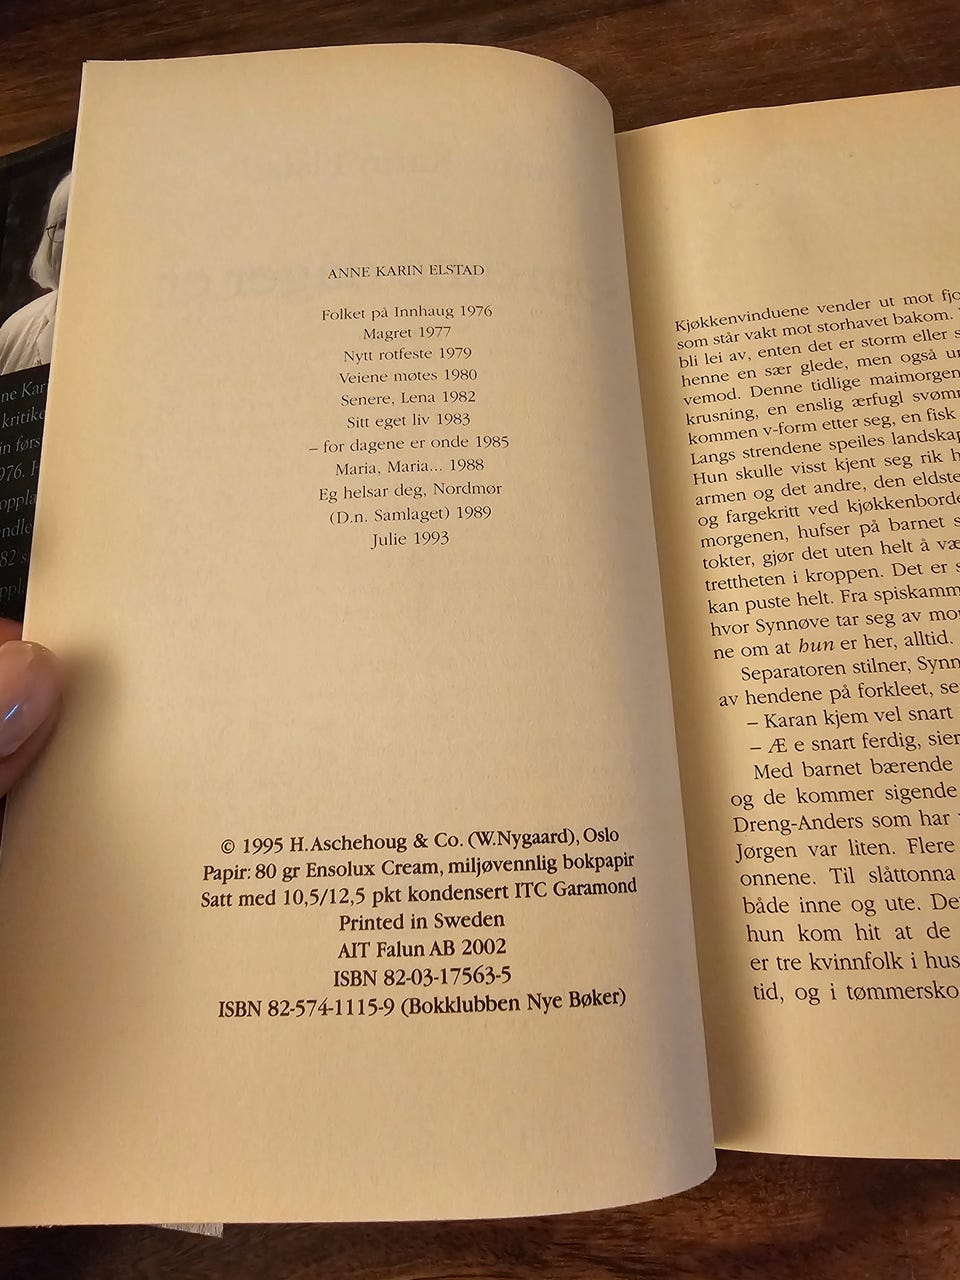 ANNE KARIN ELSTAD
Folket på Innhaug 1976
Magret 1977
Nytt rotfeste 1979
Veiene møtes 1980
Senere, Lena 1982
Sitt eget liv 1983
– for dagene er onde 1985
Maria, Maria... 1988
Eg helsar deg, Nordmør
(D.n. Samlaget) 1989
Julie 1993
© 1995 H. Aschehoug & Co. (W.Nygaard), Oslo
Papir: 80 gr Ensolux Cream, miljøvennlig bokpapir
Satt med 10,5/12,5 pkt kondensert ITC Garamond
Printed in Sweden
AIT Falun AB 2002
ISBN 82-03-17563-5
ISBN 82-574-1115-9 (Bokklubben Nye Bøker)
Kjøkkenvinduene vender ut mot
som står vakt mot storhavet bakom.
bli lei av, enten det er storm eller
henne en sær glede, men også
vemod. Denne tidlige maimorgen
krusning, en enslig ærfugl
kommen v-form etter seg, en fisk
Langs strendene speiles
Hun skulle visst kjent seg rik
armen og det andre, den
og fargekritt ved
morgenen, hufser på barnet
tokter, gjør det uten helt å
trettheten i kroppen. Det er
kan puste helt. Fra
hvor Synnøve tar seg av
ne om at hun er her, alltid.
Separatoren stilner,
av hendene på forkleet,
– Karan kjem vel snart
– Æ e snart ferdig,
Med barnet bærende
og de kommer sigende
Dreng-Anders som har
Jørgen var liten. Flere
onnene. Til slåttonna
både inne og ute.
hun kom hit at de
er tre kvinnfolk i
tid, og i